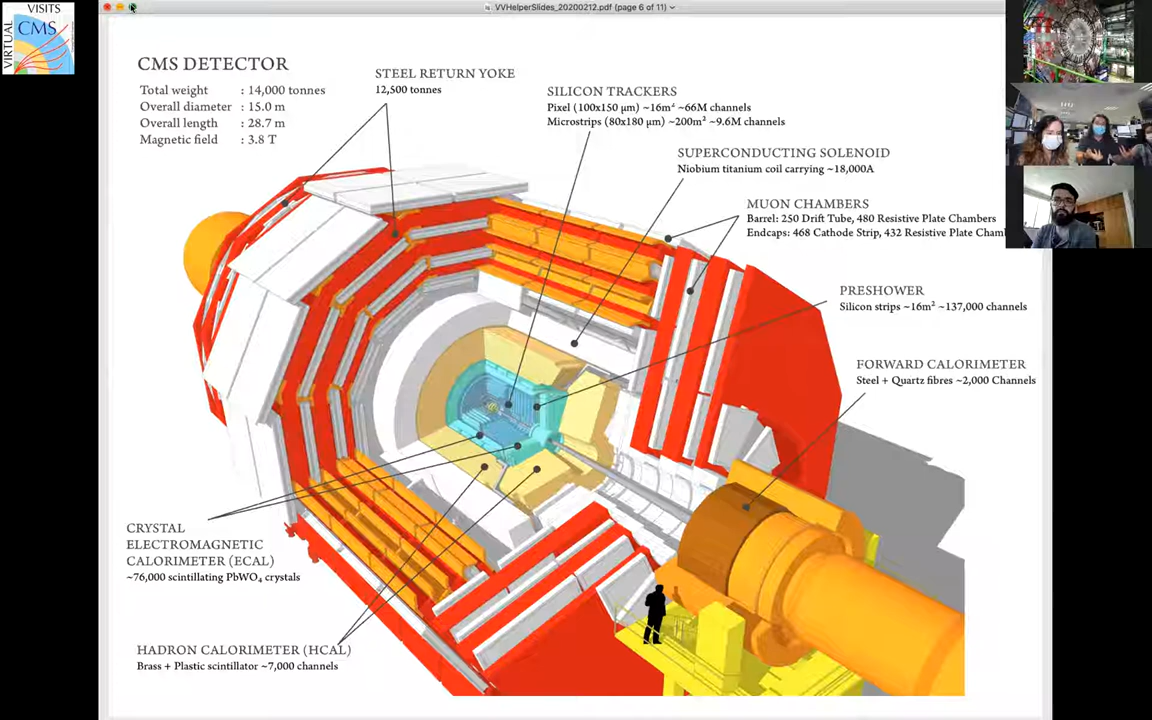 VIRTUAL
VISITS
CMS
VVHelperSlides_20200212.pdf (page 6 of 11)
CMS DETECTOR
Total weight : 14,000 tonnes
Overall diameter : 15.0 m
Overall length : 28.7 m
Magnetic field : 3.8 T
STEEL RETURN YOKE
12,500 tonnes
SILICON TRACKERS
Pixel (100x150 μm) ~16m² ~66M channels
Microstrips (80x180 μm) ~200m² ~9.6M channels
SUPERCONDUCTING SOLENOID
Niobium titanium coil carrying ~18,000A
MUON CHAMBERS
Barrel: 250 Drift Tube, 480 Resistive Plate Chambers
Endcaps: 468 Cathode Strip, 432 Resistive Plate Cham
PRESHOWER
Silicon strips ~16m² ~137,000 channels
FORWARD CALORIMETER
Steel + Quartz fibres ~2,000 Channels
CRYSTAL
ELECTROMAGNETIC
CALORIMETER (ECAL)
~76,000 scintillating PbWO₄ crystals
HADRON CALORIMETER (HCAL)
Brass + Plastic scintillator ~7,000 channels